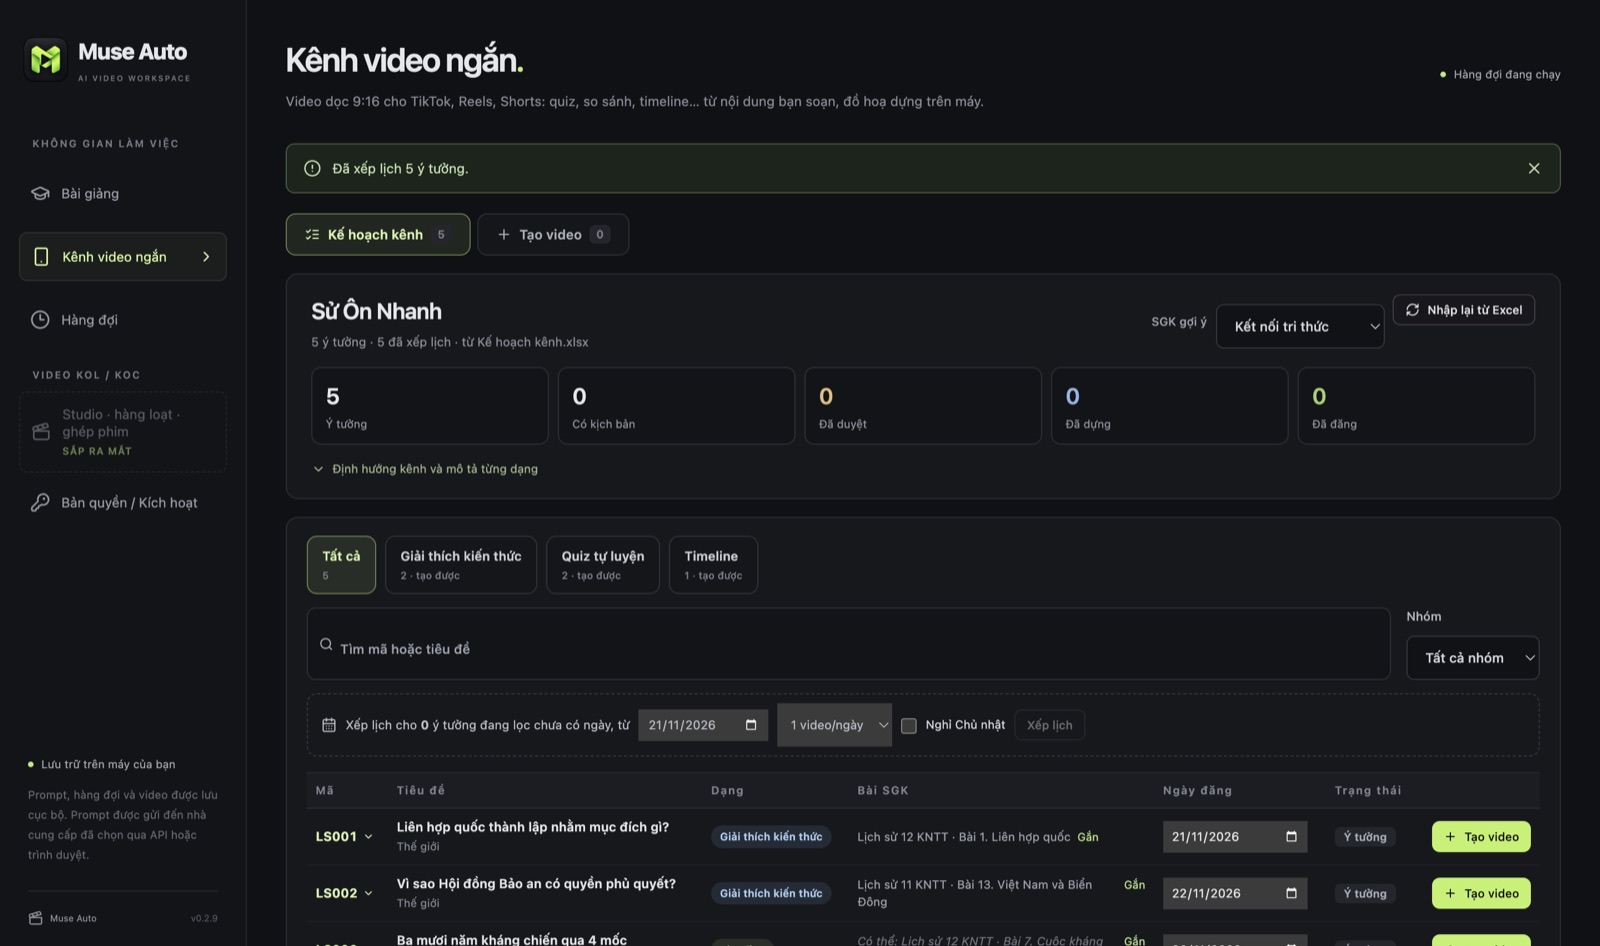 Muse Auto
AI VIDEO WORKSPACE
KHÔNG GIAN LÀM VIỆC
Bài giảng
Kênh video ngắn
Hàng đợi
VIDEO KOL / KOC
Studio · hàng loạt ·
ghép phim
SẮP RA MẮT
Bản quyền / Kích hoạt
Lưu trữ trên máy của bạn
Prompt, hàng đợi và video được lưu
cục bộ. Prompt được gửi đến nhà
cung cấp đã chọn qua API hoặc
trình duyệt.
Muse Auto v0.2.9
Kênh video ngắn.
Hàng đợi đang chạy
Video dọc 9:16 cho TikTok, Reels, Shorts: quiz, so sánh, timeline... từ nội dung bạn soạn, đồ hoạ dựng trên máy.
Đã xếp lịch 5 ý tưởng.
Kế hoạch kênh 5
Tạo video 0
Sử Ôn Nhanh
5 ý tưởng · 5 đã xếp lịch · từ Kế hoạch kênh.xlsx
SGK gợi ý
Kết nối tri thức
Nhập lại từ Excel
5
Ý tưởng
0
Có kịch bản
0
Đã duyệt
0
Đã dựng
0
Đã đăng
Định hướng kênh và mô tả từng dạng
Tất cả
5
Giải thích kiến thức
2 · tạo được
Quiz tự luyện
2 · tạo được
Timeline
1 · tạo được
Tìm mã hoặc tiêu đề
Nhóm
Tất cả nhóm
Xếp lịch cho 0 ý tưởng đang lọc chưa có ngày, từ 21/11/2026 1 video/ngày Nghỉ Chủ nhật Xếp lịch
Mã Tiêu đề Dạng Bài SGK Ngày đăng Trạng thái
LS001 Liên hợp quốc thành lập nhằm mục đích gì? Giải thích kiến thức Lịch sử 12 KNTT · Bài 1. Liên hợp quốc Gắn 21/11/2026 Ý tưởng + Tạo video
Thế giới
LS002 Vì sao Hội đồng Bảo an có quyền phủ quyết? Giải thích kiến thức Lịch sử 11 KNTT · Bài 13. Việt Nam và Biển Gắn 22/11/2026 Ý tưởng + Tạo video
Thế giới Đông
Ba mươi năm kháng chiến qua 4 mốc Có thể: Lịch sử 12 KNTT · Bài 7. Cuộc kháng Gắn